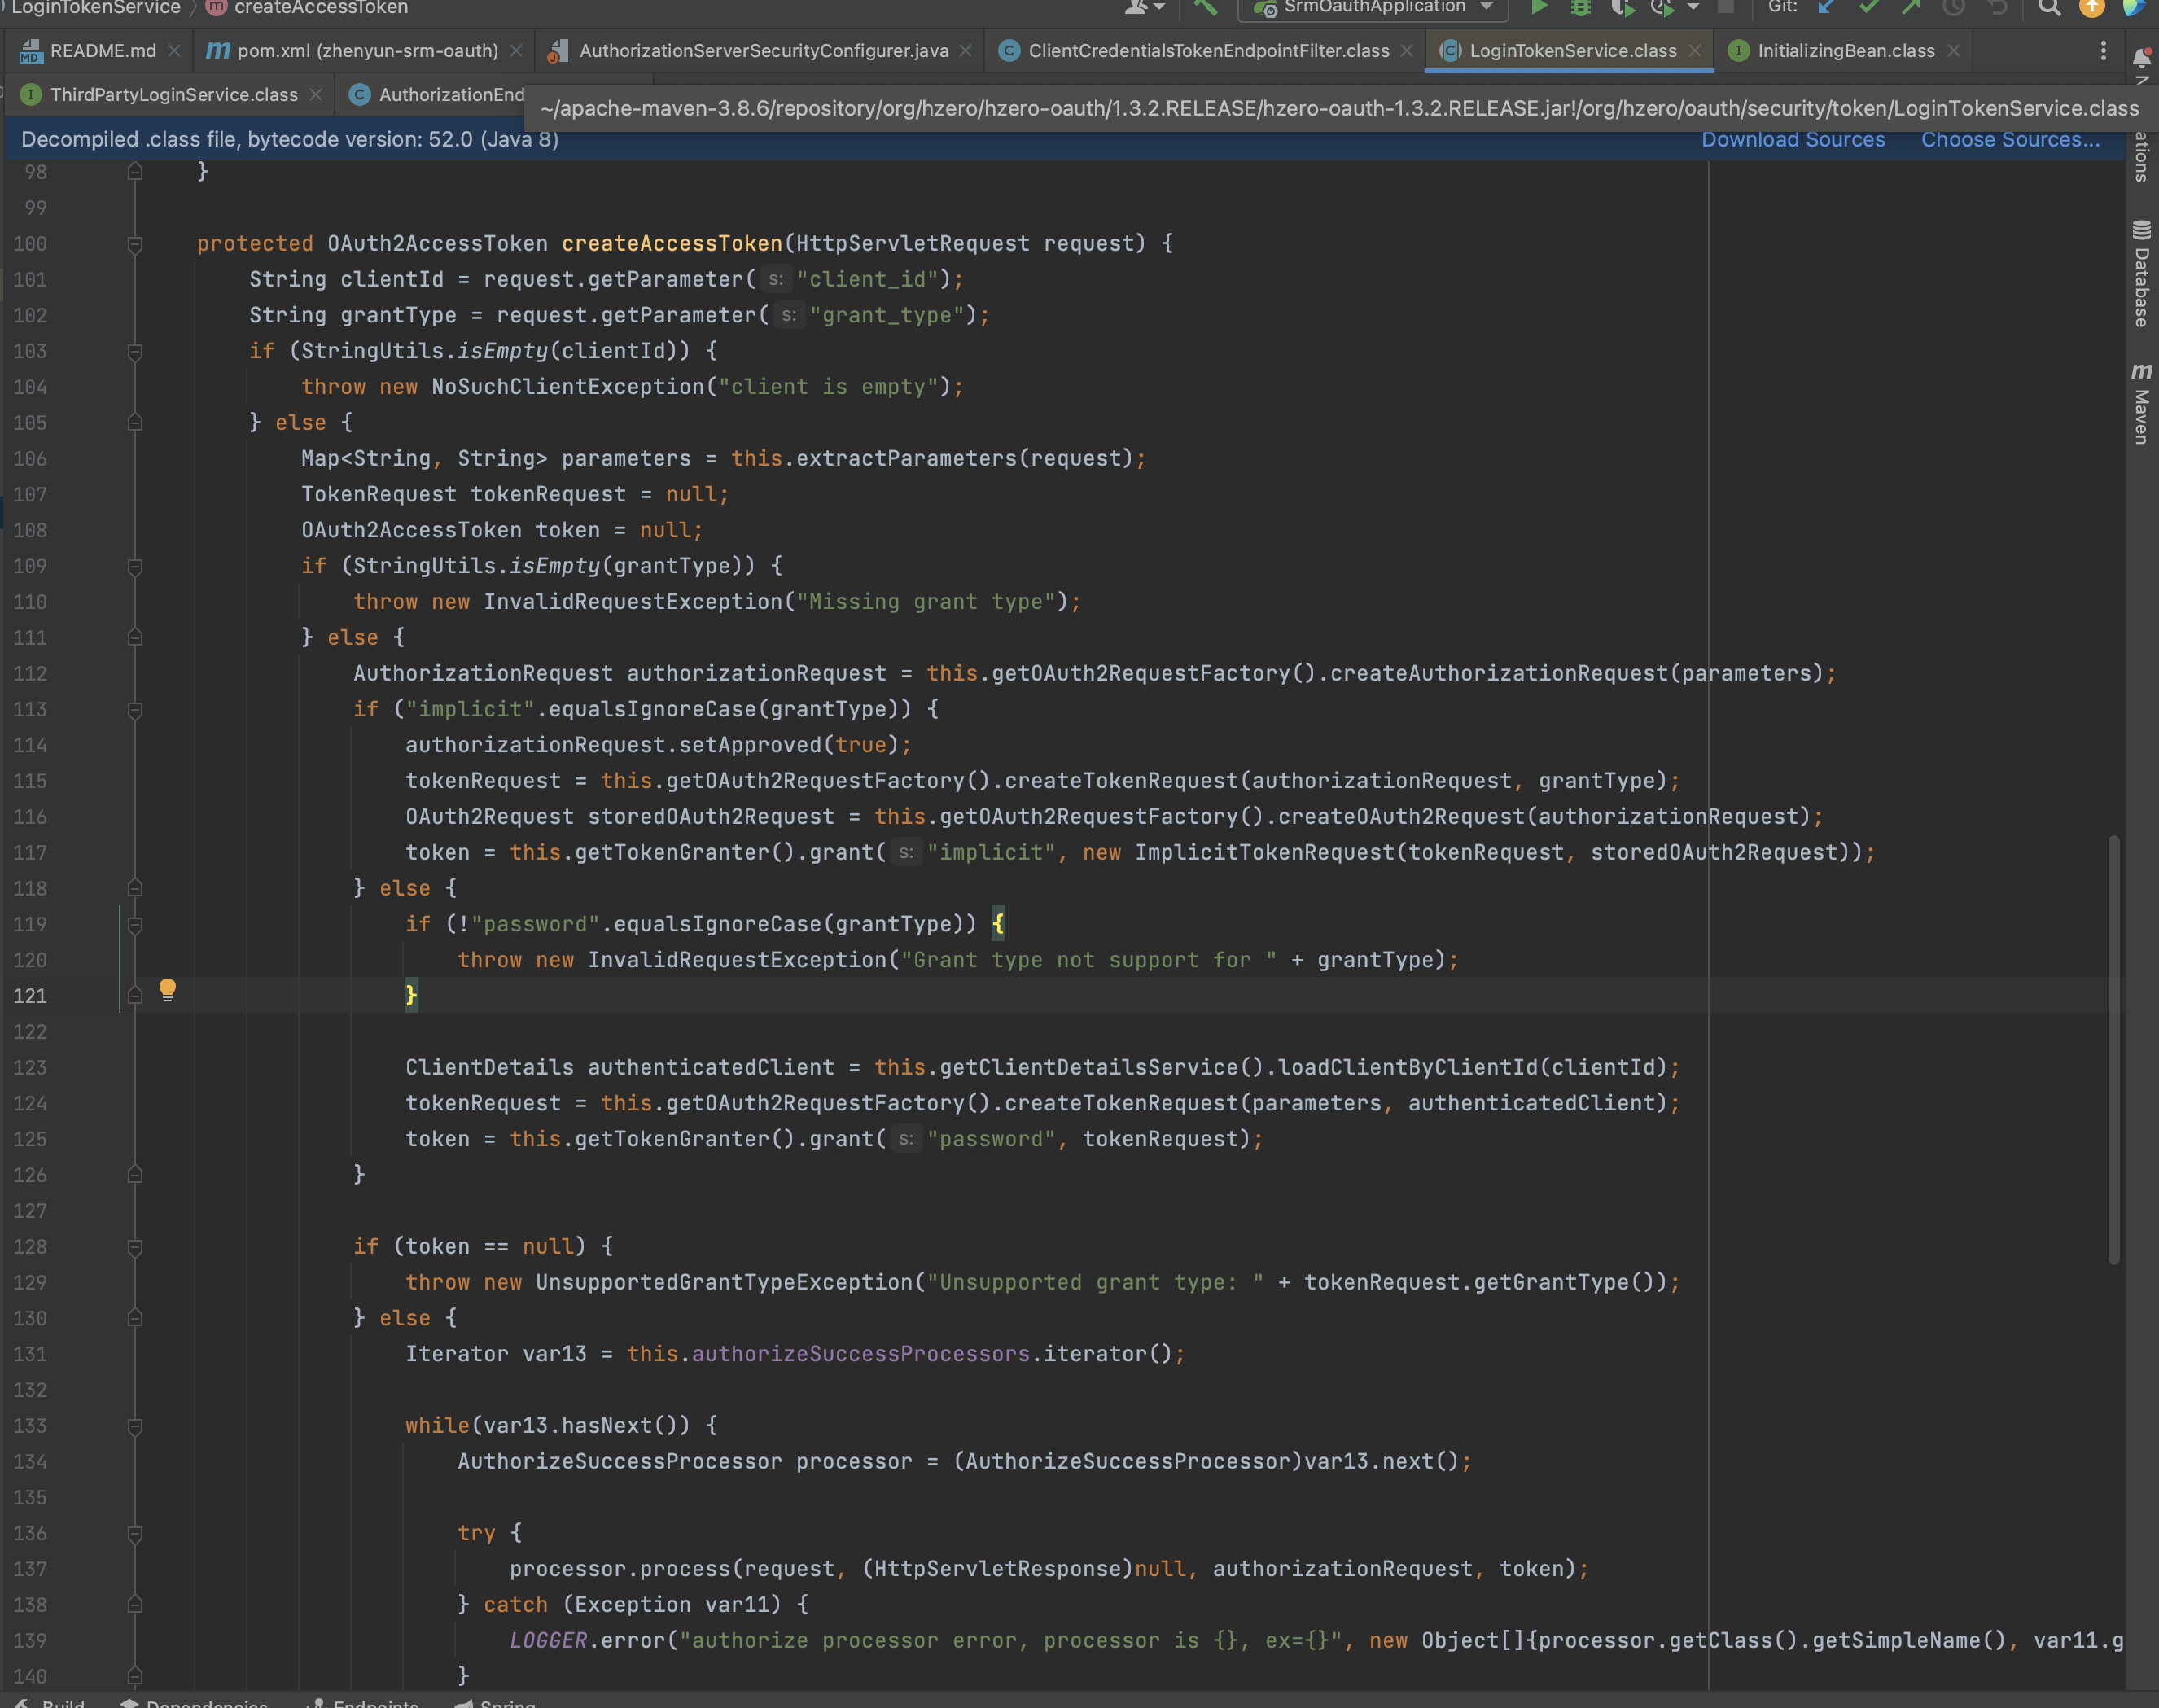 LoginTokenService createAccessToken
SrmOauthApplication Git:
README.md pom.xml (zhenyun-srm-oauth) AuthorizationServerSecurityConfigurer.java ClientCredentialsTokenEndpointFilter.class LoginTokenService.class InitializingBean.class
ThirdPartyLoginService.class AuthorizationEnd
~/apache-maven-3.8.6/repository/org/hzero/hzero-oauth/1.3.2.RELEASE/hzero-oauth-1.3.2.RELEASE.jar!/org/hzero/oauth/security/token/LoginTokenService.class
Decompiled .class file, bytecode version: 52.0 (Java 8) Download Sources Choose Sources...
98 }
99
100 protected OAuth2AccessToken createAccessToken(HttpServletRequest request) {
101 String clientId = request.getParameter( s: "client_id");
102 String grantType = request.getParameter( s: "grant_type");
103 if (StringUtils.isEmpty(clientId)) {
104 throw new NoSuchClientException("client is empty");
105 } else {
106 Map<String, String> parameters = this.extractParameters(request);
107 TokenRequest tokenRequest = null;
108 OAuth2AccessToken token = null;
109 if (StringUtils.isEmpty(grantType)) {
110 throw new InvalidRequestException("Missing grant type");
111 } else {
112 AuthorizationRequest authorizationRequest = this.getOAuth2RequestFactory().createAuthorizationRequest(parameters);
113 if ("implicit".equalsIgnoreCase(grantType)) {
114 authorizationRequest.setApproved(true);
115 tokenRequest = this.getOAuth2RequestFactory().createTokenRequest(authorizationRequest, grantType);
116 OAuth2Request storedOAuth2Request = this.getOAuth2RequestFactory().createOAuth2Request(authorizationRequest);
117 token = this.getTokenGranter().grant( s: "implicit", new ImplicitTokenRequest(tokenRequest, storedOAuth2Request));
118 } else {
119 if (!"password".equalsIgnoreCase(grantType)) {
120 throw new InvalidRequestException("Grant type not support for " + grantType);
121 }
122
123 ClientDetails authenticatedClient = this.getClientDetailsService().loadClientByClientId(clientId);
124 tokenRequest = this.getOAuth2RequestFactory().createTokenRequest(parameters, authenticatedClient);
125 token = this.getTokenGranter().grant( s: "password", tokenRequest);
126 }
127
128 if (token == null) {
129 throw new UnsupportedGrantTypeException("Unsupported grant type: " + tokenRequest.getGrantType());
130 } else {
131 Iterator var13 = this.authorizeSuccessProcessors.iterator();
132
133 while(var13.hasNext()) {
134 AuthorizeSuccessProcessor processor = (AuthorizeSuccessProcessor)var13.next();
135
136 try {
137 processor.process(request, (HttpServletResponse)null, authorizationRequest, token);
138 } catch (Exception var11) {
139 LOGGER.error("authorize processor error, processor is {}, ex={}", new Object[]{processor.getClass().getSimpleName(), var11.g
140 }
Build Dependencies Endpoints Spring
ations
Database
m Maven